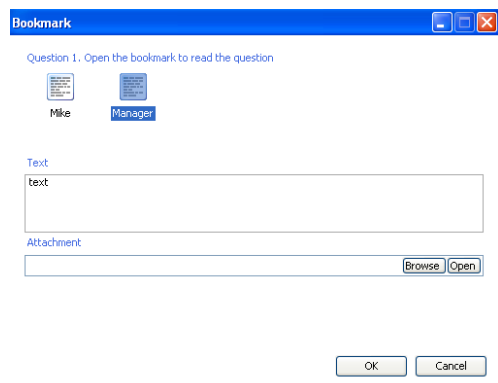 Bookmark
Question 1. Open the bookmark to read the question
Mike Manager
Text
text
Attachment
Browse Open
OK Cancel